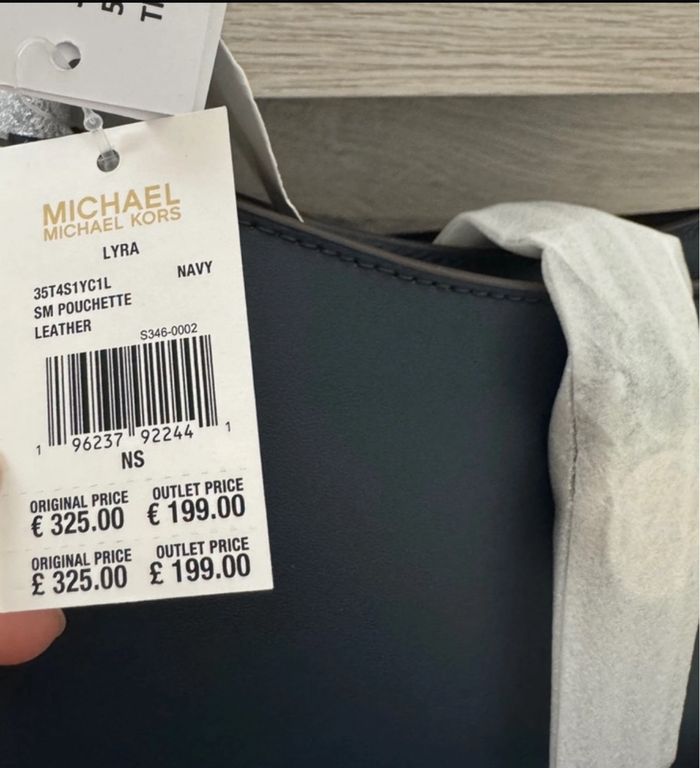 MICHAEL
MICHAEL KORS
LYRA
35T4S1YC1L NAVY
SM POUCHETTE
LEATHER
S346-0002
1 96237 92244 1
NS
ORIGINAL PRICE OUTLET PRICE
€ 325.00 € 199.00
ORIGINAL PRICE OUTLET PRICE
£ 325.00 £ 199.00